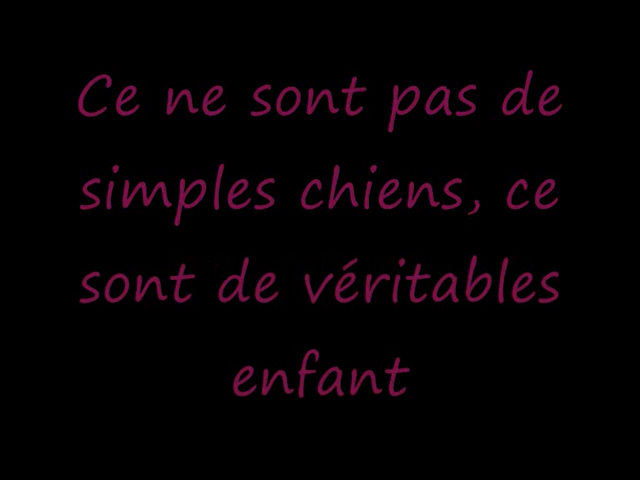 Ce ne sont pas de
simples chiens, ce
sont de véritables
enfant